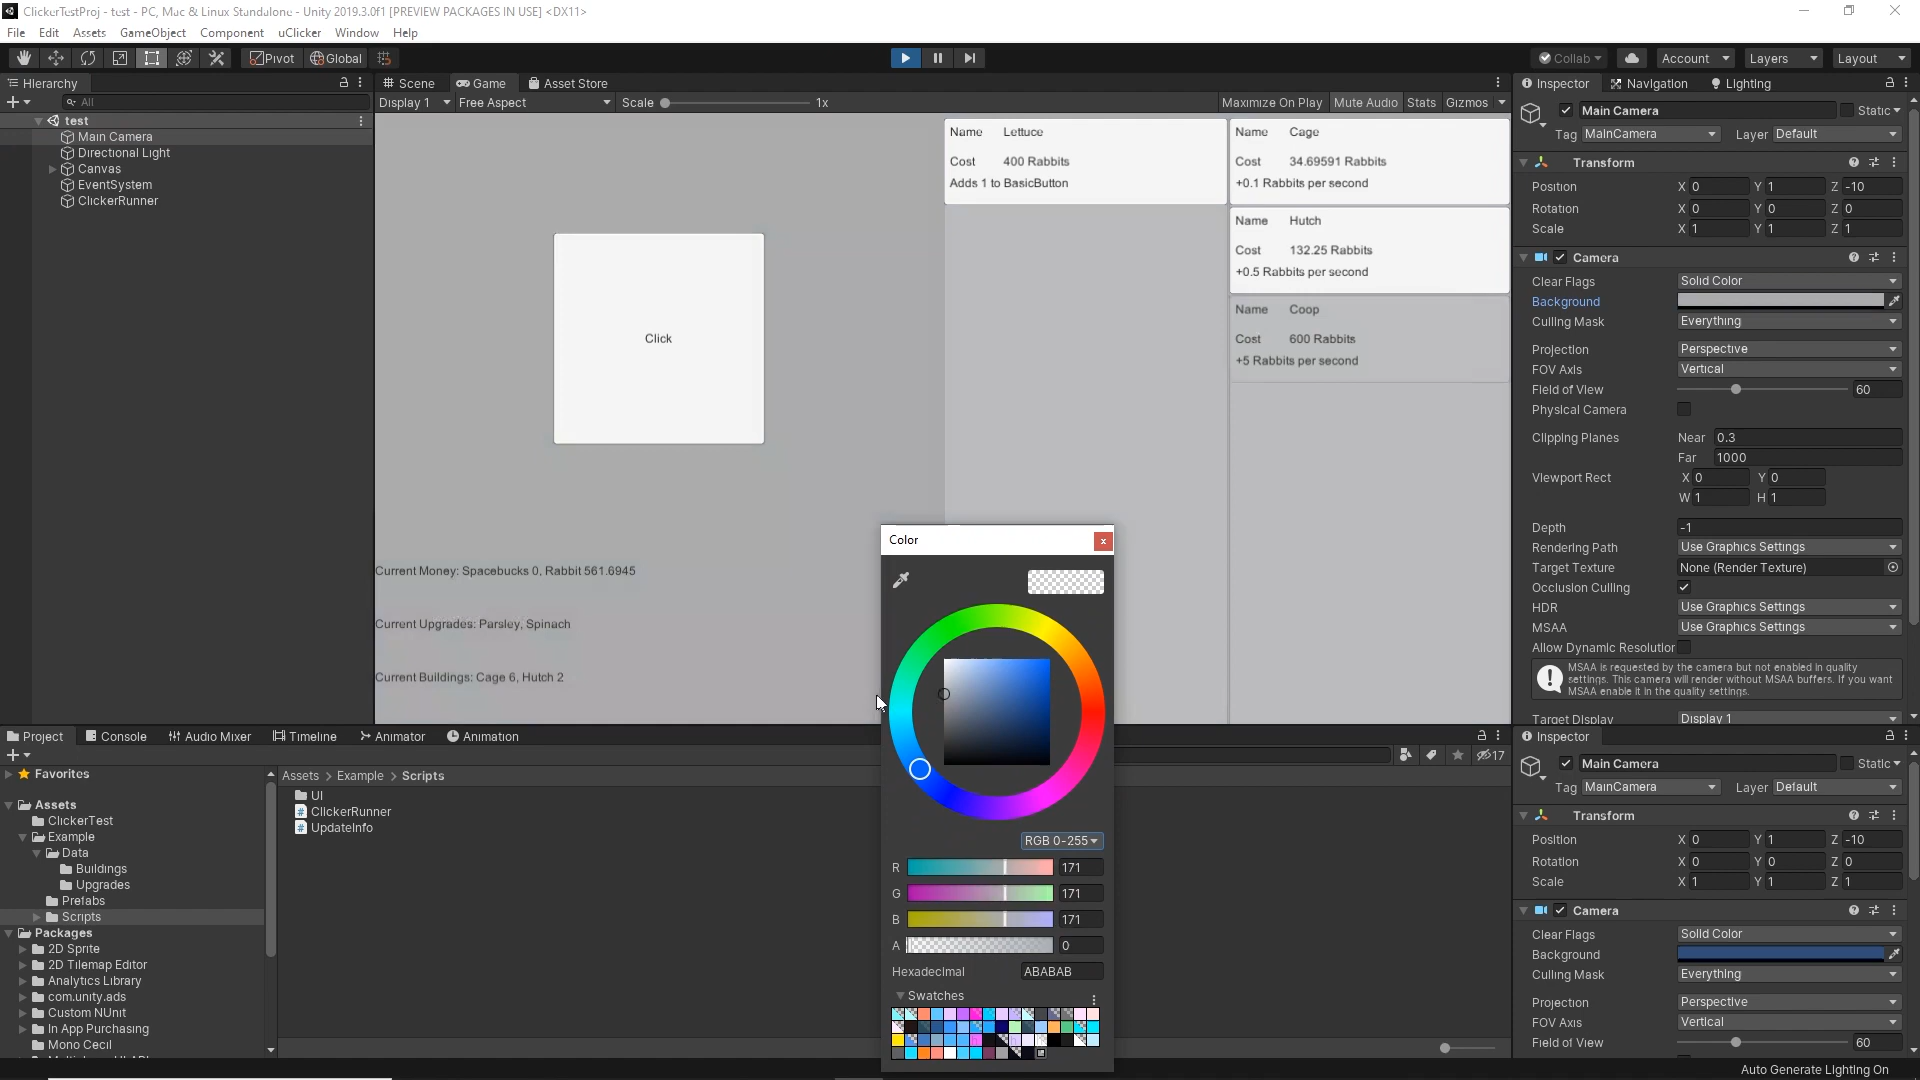 ClickerTestProj - test - PC, Mac & Linux Standalone - Unity 2019.3.0f1 [PREVIEW PACKAGES IN USE] <DX11>
File Edit Assets GameObject Component uClicker Window Help
Pivot Global Collab Account Layers Layout
Hierarchy
All
test
Main Camera
Directional Light
Canvas
EventSystem
ClickerRunner
Scene Game Asset Store
Display 1 Free Aspect Scale 1x Maximize On Play Mute Audio Stats Gizmos
Name Lettuce
Cost 400 Rabbits
Adds 1 to BasicButton
Name Cage
Cost 34.69591 Rabbits
+0.1 Rabbits per second
Name Hutch
Cost 132.25 Rabbits
+0.5 Rabbits per second
Name Coop
Cost 600 Rabbits
+5 Rabbits per second
Click
Current Money: Spacebucks 0, Rabbit 561.6945
Current Upgrades: Parsley, Spinach
Current Buildings: Cage 6, Hutch 2
Color
RGB 0-255
R 171
G 171
B 171
A 0
Hexadecimal ABABAB
Swatches
Inspector Navigation Lighting
Main Camera Static
Tag MainCamera Layer Default
Transform
Position X 0 Y 1 Z -10
Rotation X 0 Y 0 Z 0
Scale X 1 Y 1 Z 1
Camera
Clear Flags Solid Color
Background
Culling Mask Everything
Projection Perspective
FOV Axis Vertical
Field of View 60
Physical Camera
Clipping Planes Near 0.3
Far 1000
Viewport Rect X 0 Y 0
W 1 H 1
Depth -1
Rendering Path Use Graphics Settings
Target Texture None (Render Texture)
Occlusion Culling
HDR Use Graphics Settings
MSAA Use Graphics Settings
Allow Dynamic Resolution
MSAA is requested by the camera but not enabled in quality
settings. This camera will render without MSAA buffers. If you want
MSAA enable it in the quality settings.
Target Display Display 1
Project Console Audio Mixer Timeline Animator Animation
17
Favorites
Assets
ClickerTest
Example
Data
Buildings
Upgrades
Prefabs
Scripts
Packages
2D Sprite
2D Tilemap Editor
Analytics Library
com.unity.ads
Custom NUnit
In App Purchasing
Mono Cecil
Assets > Example > Scripts
UI
ClickerRunner
UpdateInfo
Inspector
Main Camera Static
Tag MainCamera Layer Default
Transform
Position X 0 Y 1 Z -10
Rotation X 0 Y 0 Z 0
Scale X 1 Y 1 Z 1
Camera
Clear Flags Solid Color
Background
Culling Mask Everything
Projection Perspective
FOV Axis Vertical
Field of View 60
Auto Generate Lighting On